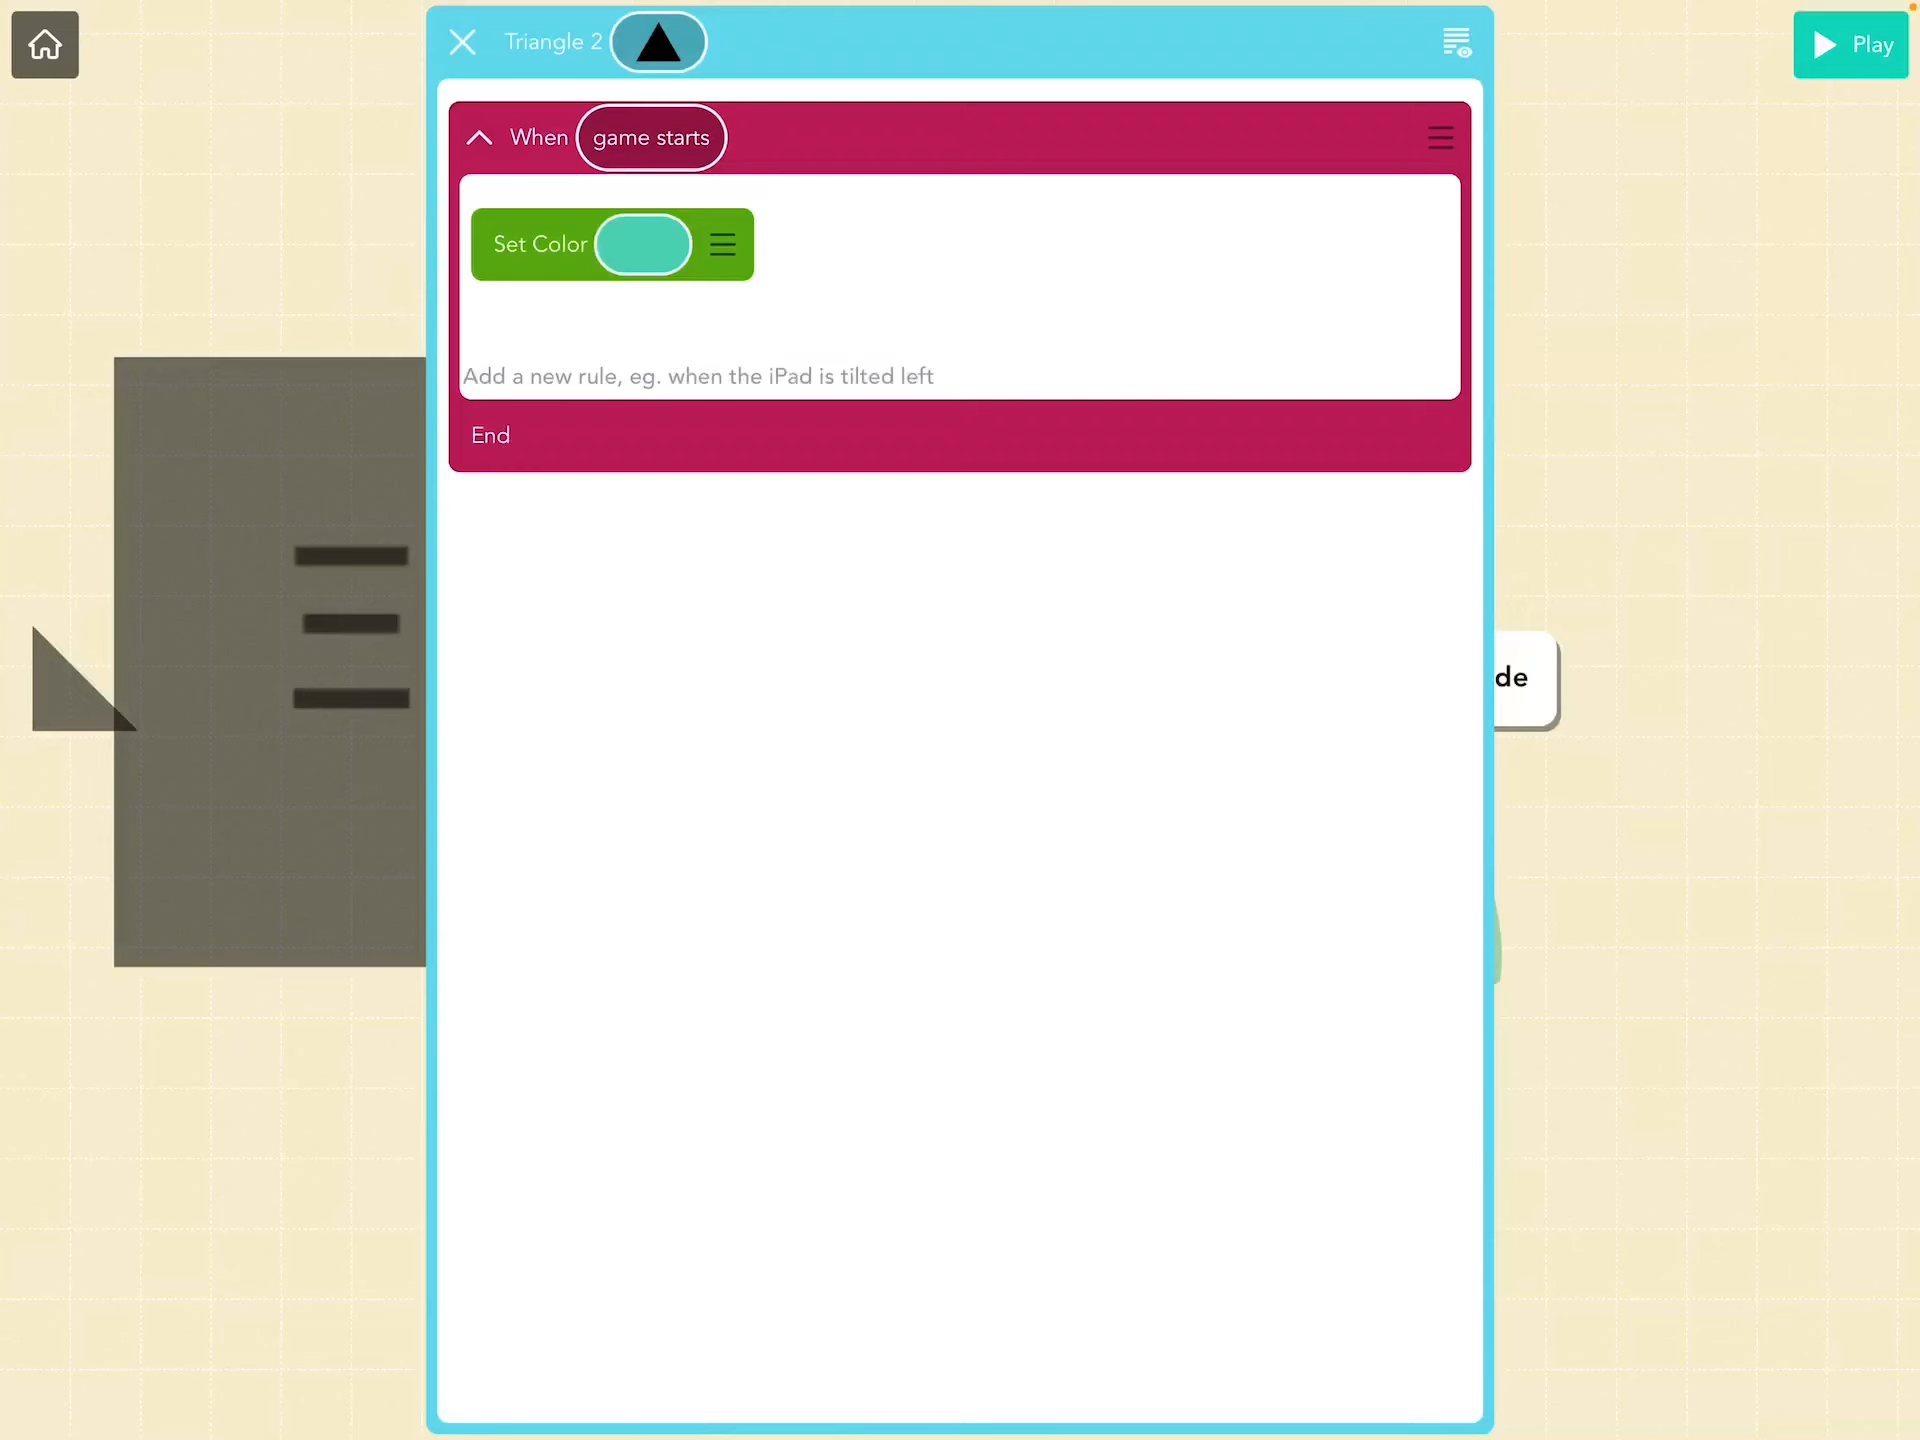 Triangle 2
Play
When game starts
Set Color
Add a new rule, eg. when the iPad is tilted left
End
de